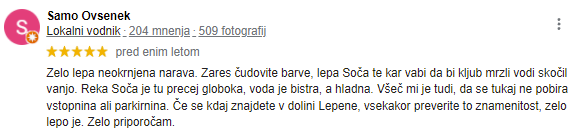 S
Samo Ovsenek
Lokalni vodnik · 204 mnenja · 509 fotografij
pred enim letom
Zelo lepa neokrnjena narava. Zares čudovite barve, lepa Soča te kar vabi da bi kljub mrzli vodi skočil
vanjo. Reka Soča je tu precej globoka, voda je bistra, a hladna. Všeč mi je tudi, da se tukaj ne pobira
vstopnina ali parkirnina. Če se kdaj znajdete v dolini Lepene, vsekakor preverite to znamenitost, zelo
lepo je. Zelo priporočam.